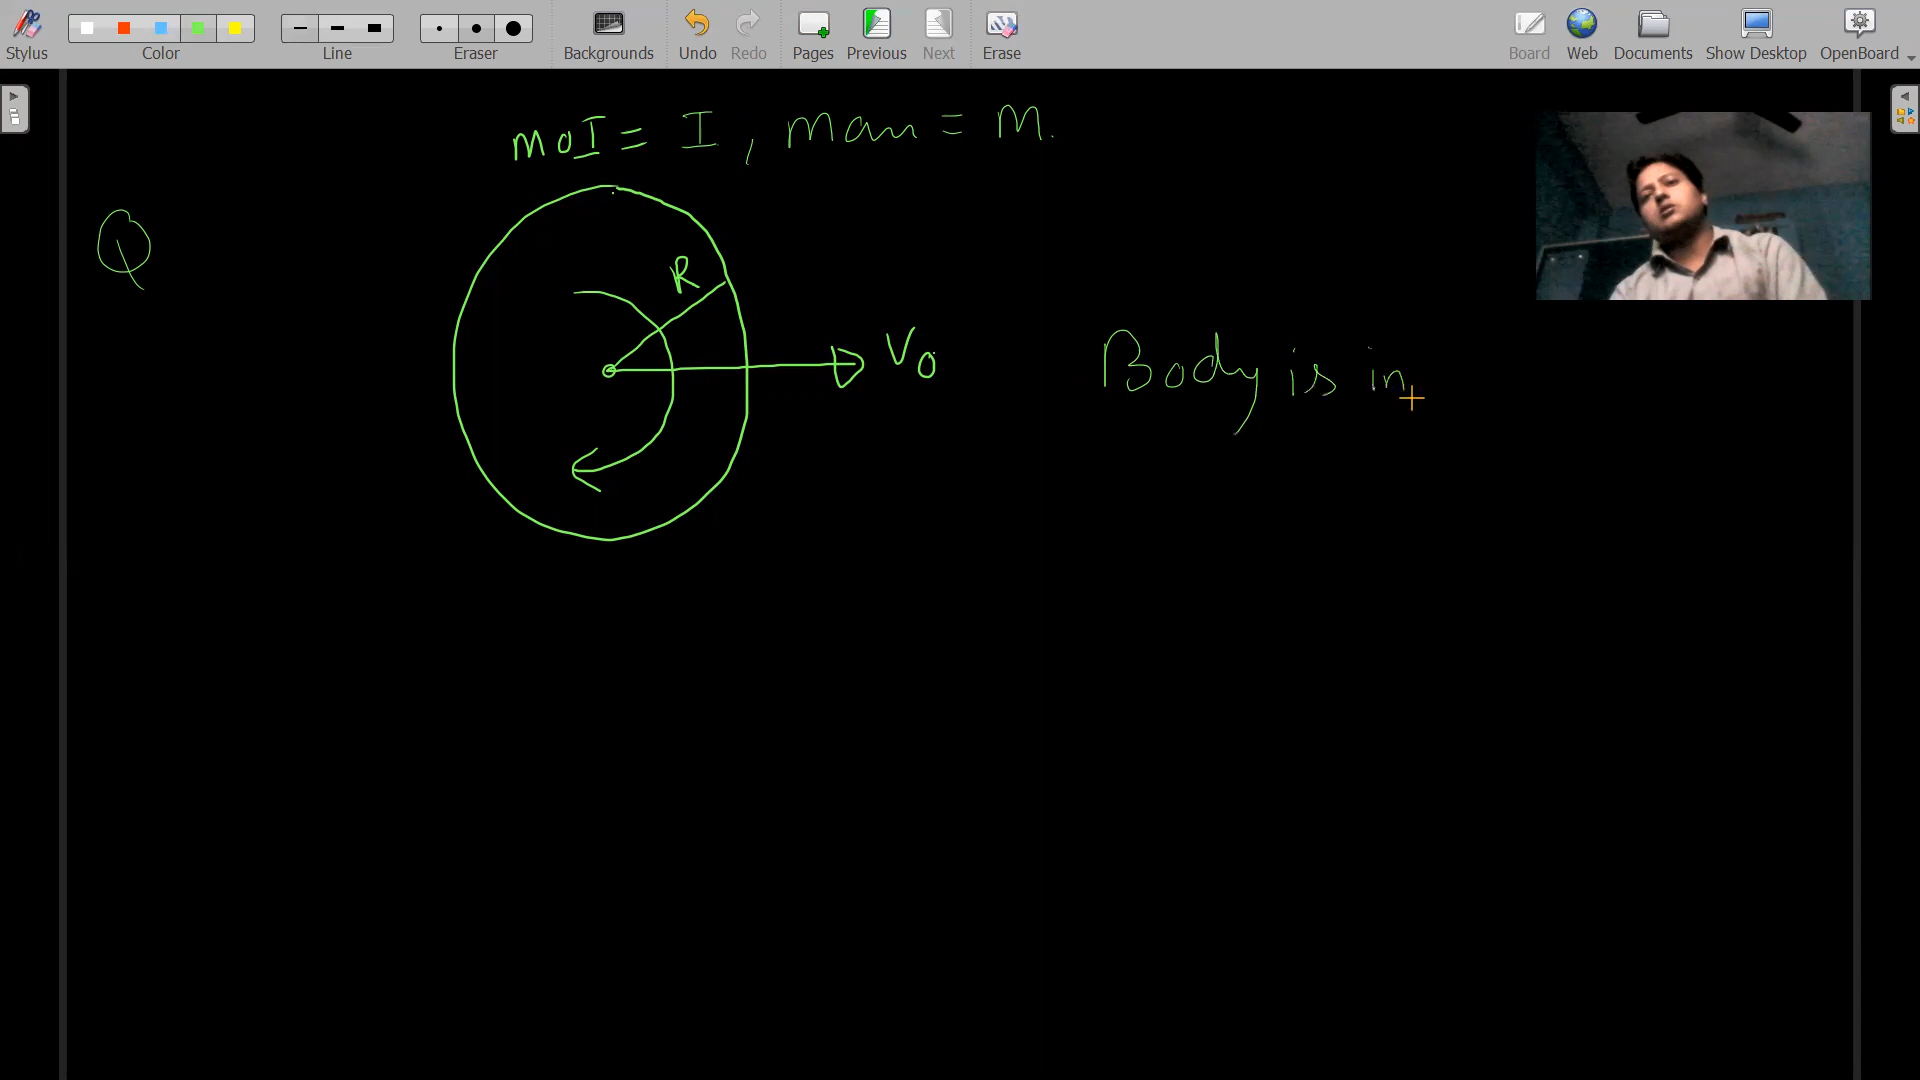 Stylus Color Line Eraser Backgrounds Undo Redo Pages Previous Next Erase Board Web Documents Show Desktop OpenBoard
MOI = I, Mass = M.
Q
R
V0
Body is in